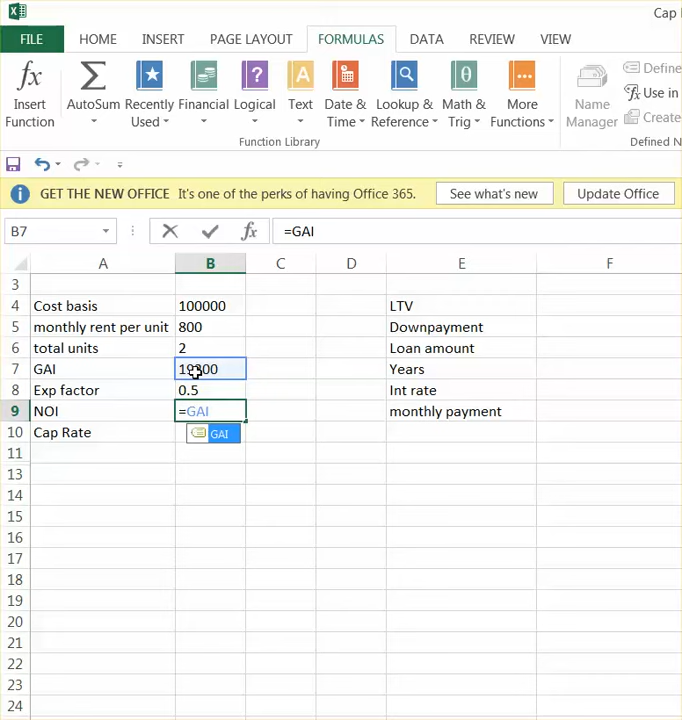 Cap
FILE HOME INSERT PAGE LAYOUT FORMULAS DATA REVIEW VIEW
fx Insert Function
AutoSum
Recently Used
Financial
Logical
Text
Date & Time
Lookup & Reference
Math & Trig
More Functions
Name Manager
Define
Use in
Create
Function Library
Defined N
GET THE NEW OFFICE It's one of the perks of having Office 365. See what's new Update Office
B7 fx =GAI
A B C D E F
3
4 Cost basis 100000 LTV
5 monthly rent per unit 800 Downpayment
6 total units 2 Loan amount
7 GAI 19200 Years
8 Exp factor 0.5 Int rate
9 NOI =GAI monthly payment
10 Cap Rate GAI
11
13
14
15
16
17
18
19
20
21
22
23
24